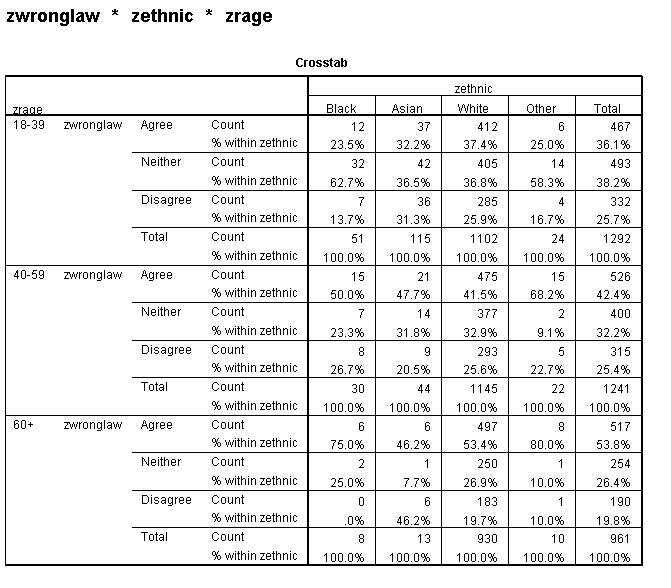 zwronglaw * zethnic * zrage
Crosstab
zethnic
zrage Black Asian White Other Total
18-39 zwronglaw Agree Count 12 37 412 6 467
% within zethnic 23.5% 32.2% 37.4% 25.0% 36.1%
Neither Count 32 42 405 14 493
% within zethnic 62.7% 36.5% 36.8% 58.3% 38.2%
Disagree Count 7 36 285 4 332
% within zethnic 13.7% 31.3% 25.9% 16.7% 25.7%
Total Count 51 115 1102 24 1292
% within zethnic 100.0% 100.0% 100.0% 100.0% 100.0%
40-59 zwronglaw Agree Count 15 21 475 15 526
% within zethnic 50.0% 47.7% 41.5% 68.2% 42.4%
Neither Count 7 14 377 2 400
% within zethnic 23.3% 31.8% 32.9% 9.1% 32.2%
Disagree Count 8 9 293 5 315
% within zethnic 26.7% 20.5% 25.6% 22.7% 25.4%
Total Count 30 44 1145 22 1241
% within zethnic 100.0% 100.0% 100.0% 100.0% 100.0%
60+ zwronglaw Agree Count 6 6 497 8 517
% within zethnic 75.0% 46.2% 53.4% 80.0% 53.8%
Neither Count 2 1 250 1 254
% within zethnic 25.0% 7.7% 26.9% 10.0% 26.4%
Disagree Count 0 6 183 1 190
% within zethnic .0% 46.2% 19.7% 10.0% 19.8%
Total Count 8 13 930 10 961
% within zethnic 100.0% 100.0% 100.0% 100.0% 100.0%